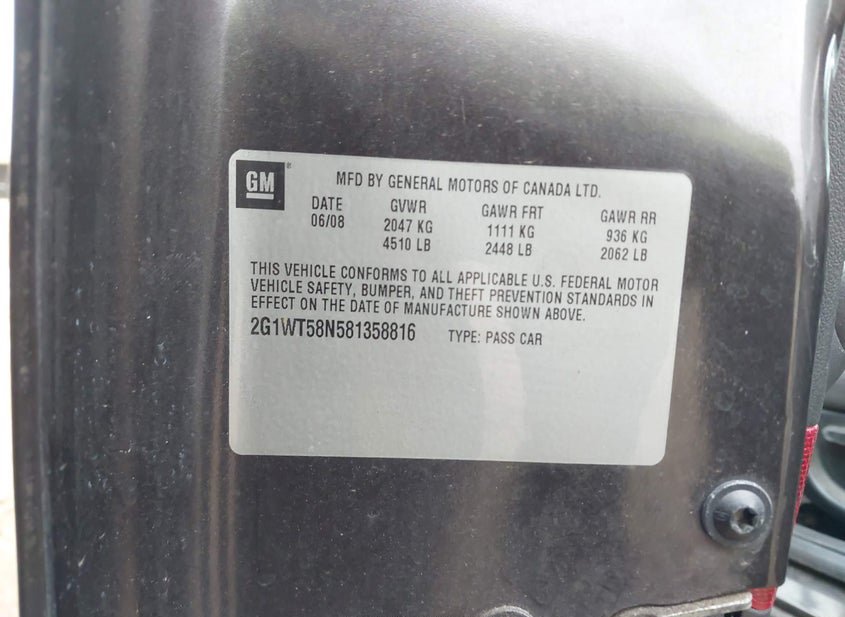 GM® MFD BY GENERAL MOTORS OF CANADA LTD.
DATE GVWR GAWR FRT GAWR RR
06/08 2047 KG 1111 KG 936 KG
4510 LB 2448 LB 2062 LB
THIS VEHICLE CONFORMS TO ALL APPLICABLE U.S. FEDERAL MOTOR
VEHICLE SAFETY, BUMPER, AND THEFT PREVENTION STANDARDS IN
EFFECT ON THE DATE OF MANUFACTURE SHOWN ABOVE.
2G1WT58N581358816 TYPE: PASS CAR